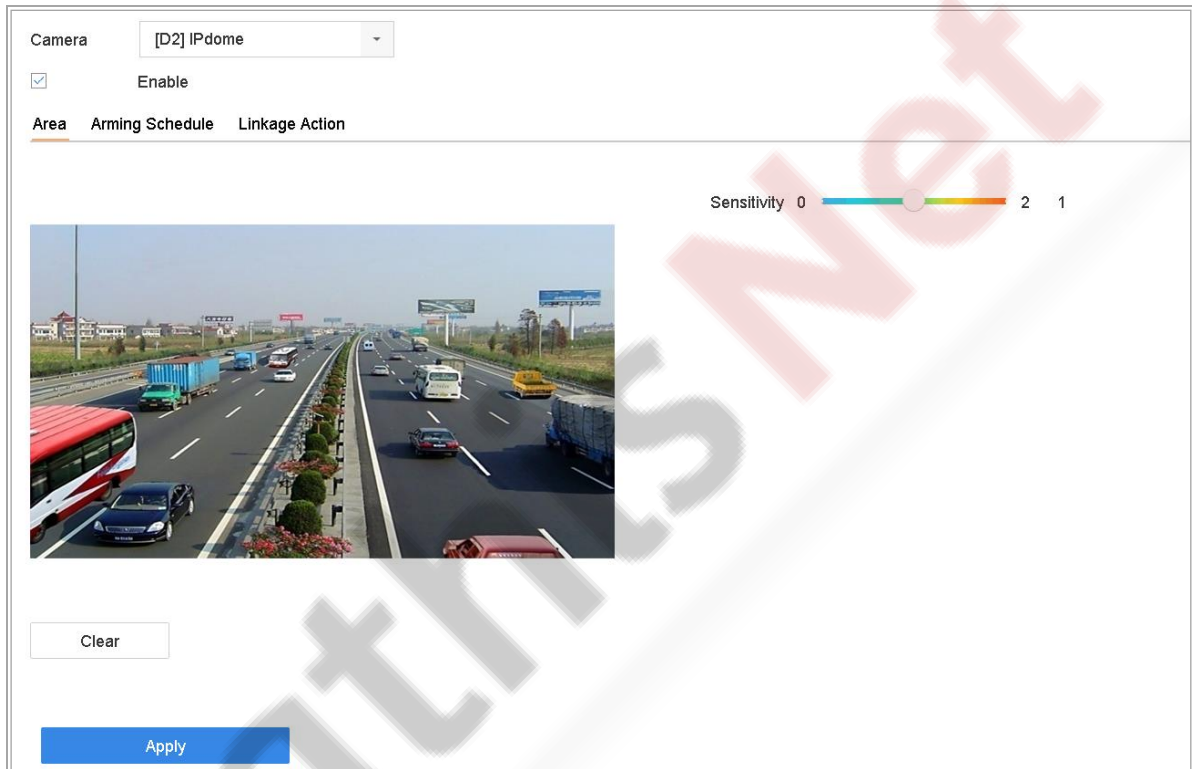 Camera [D2] IPdome
Enable
Area Arming Schedule Linkage Action
Sensitivity 0 2 1
Clear
Apply